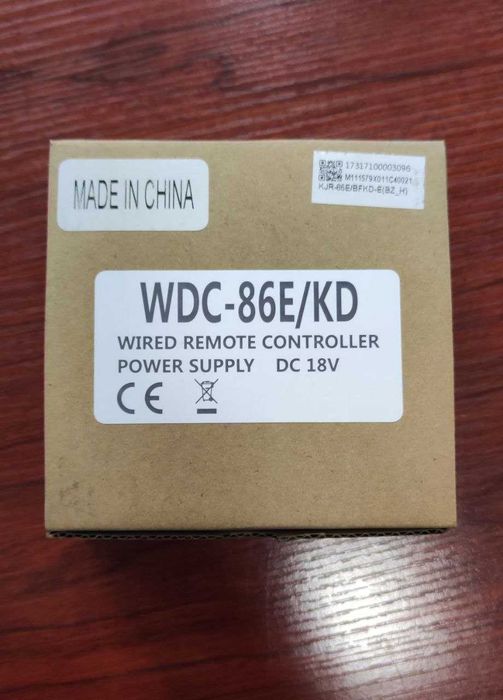 MADE IN CHINA
17317100003096
M111579X011C40021
KJR-86E/BFKD-E(BZ_H)
WDC-86E/KD
WIRED REMOTE CONTROLLER
POWER SUPPLY DC 18V
CE